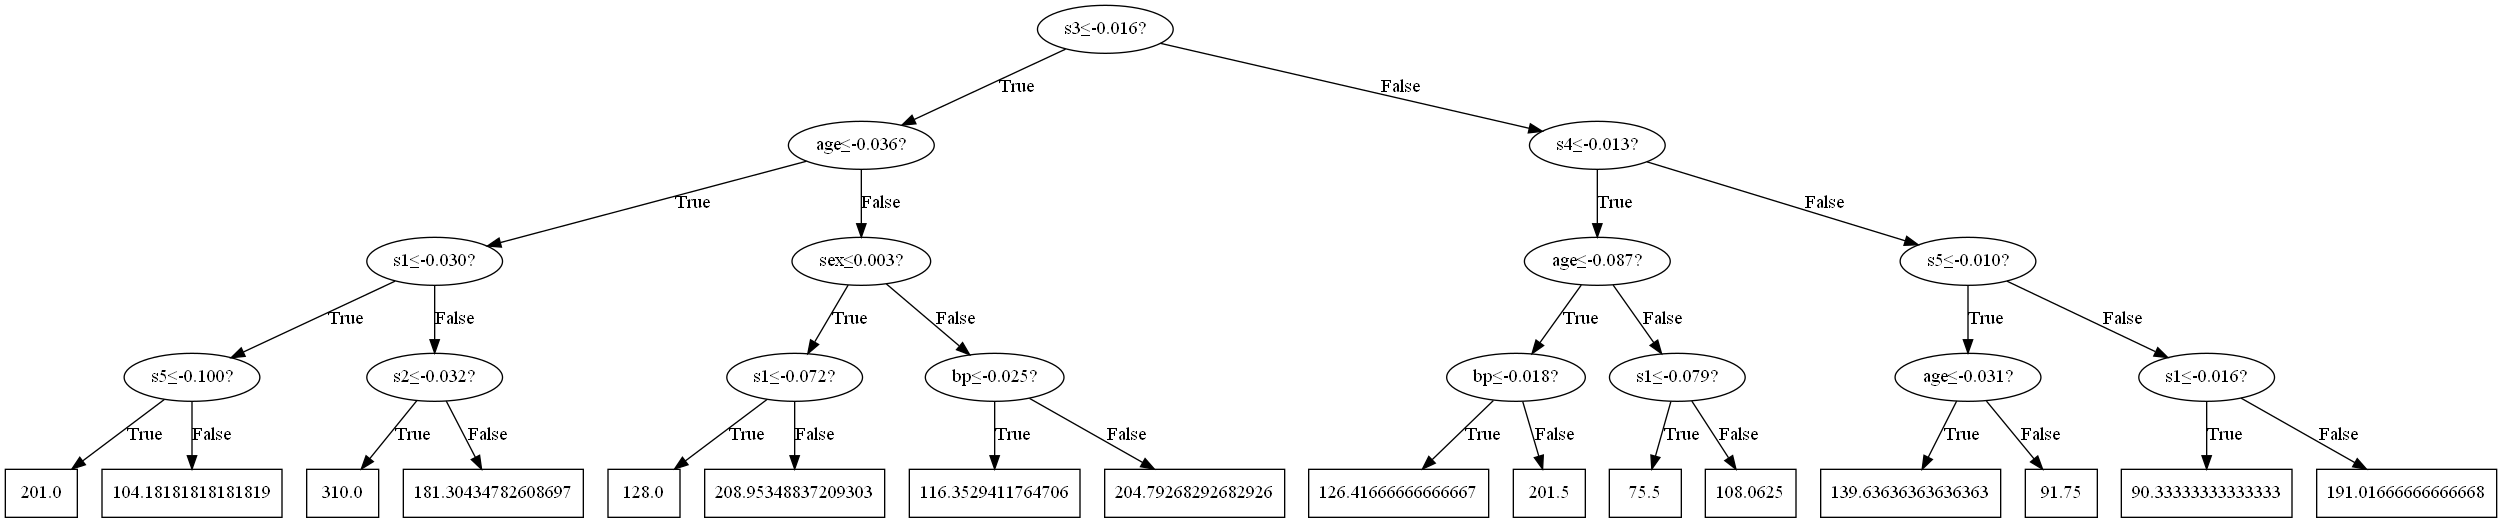 s3≤-0.016?
True
False
age≤-0.036?
s4≤-0.013?
True
False
True
False
s1≤-0.030?
sex≤0.003?
age≤-0.087?
s5≤-0.010?
True
False
True
False
True
False
True
False
s5≤-0.100?
s2≤-0.032?
s1≤-0.072?
bp≤-0.025?
bp≤-0.018?
s1≤-0.079?
age≤-0.031?
s1≤-0.016?
True
False
True
False
True
False
True
False
True
False
True
False
True
False
True
False
201.0
104.18181818181819
310.0
181.30434782608697
128.0
208.95348837209303
116.3529411764706
204.79268292682926
126.41666666666667
201.5
75.5
108.0625
139.63636363636363
91.75
90.33333333333333
191.01666666666668